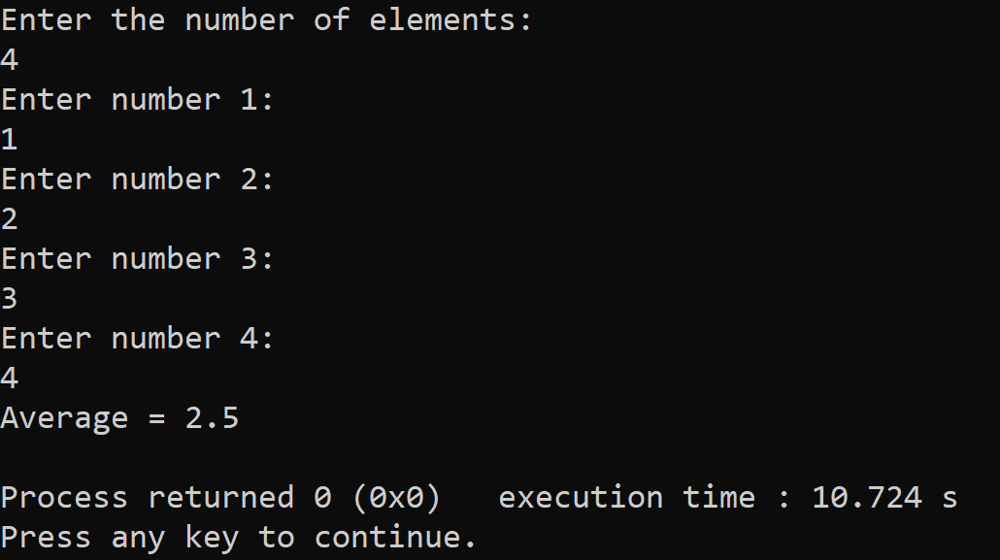 Enter the number of elements:
4
Enter number 1:
1
Enter number 2:
2
Enter number 3:
3
Enter number 4:
4
Average = 2.5
Process returned 0 (0x0)   execution time : 10.724 s
Press any key to continue.